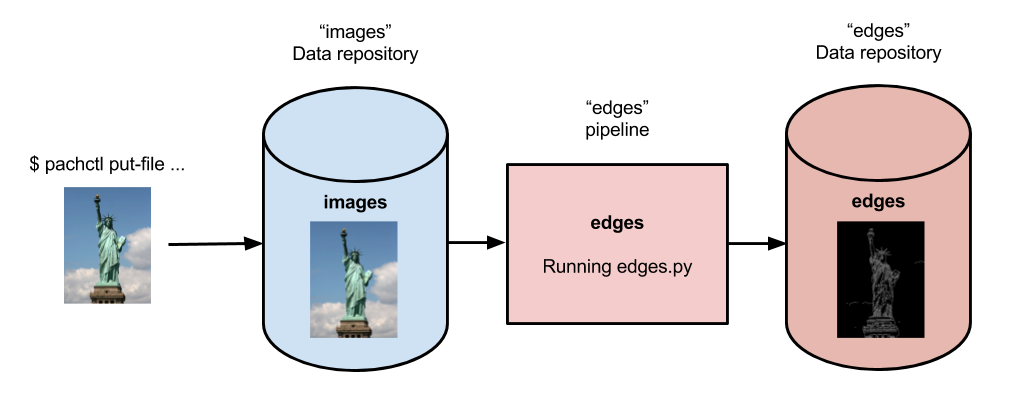 $ pachctl put-file ...
“images”
Data repository
images
“edges”
pipeline
edges
Running edges.py
“edges”
Data repository
edges